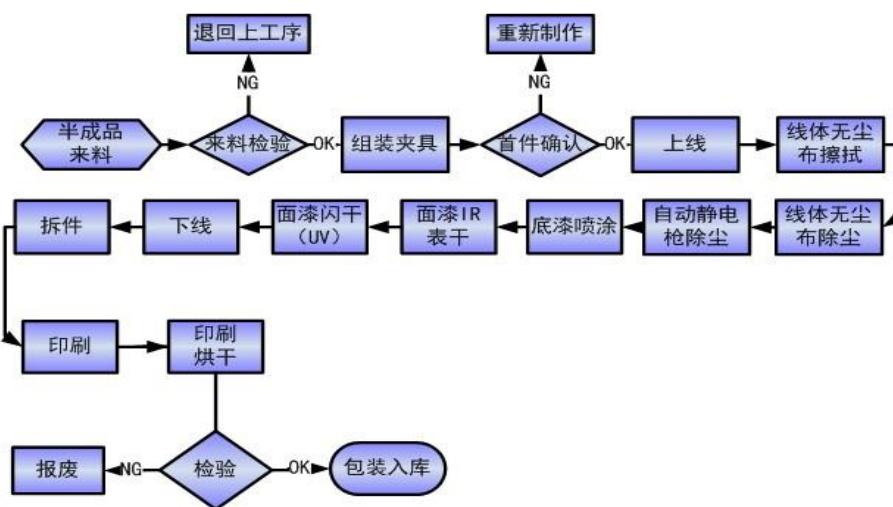 退回上工序
重新制作
NG
NG
半成品
来料
来料检验
OK
组装夹具
首件确认
OK
上线
线体无尘
布擦拭
拆件
下线
面漆闪干
（UV）
面漆IR
表干
底漆喷涂
自动静电
枪除尘
线体无尘
布除尘
印刷
印刷
烘干
报废
NG
检验
OK
包装入库